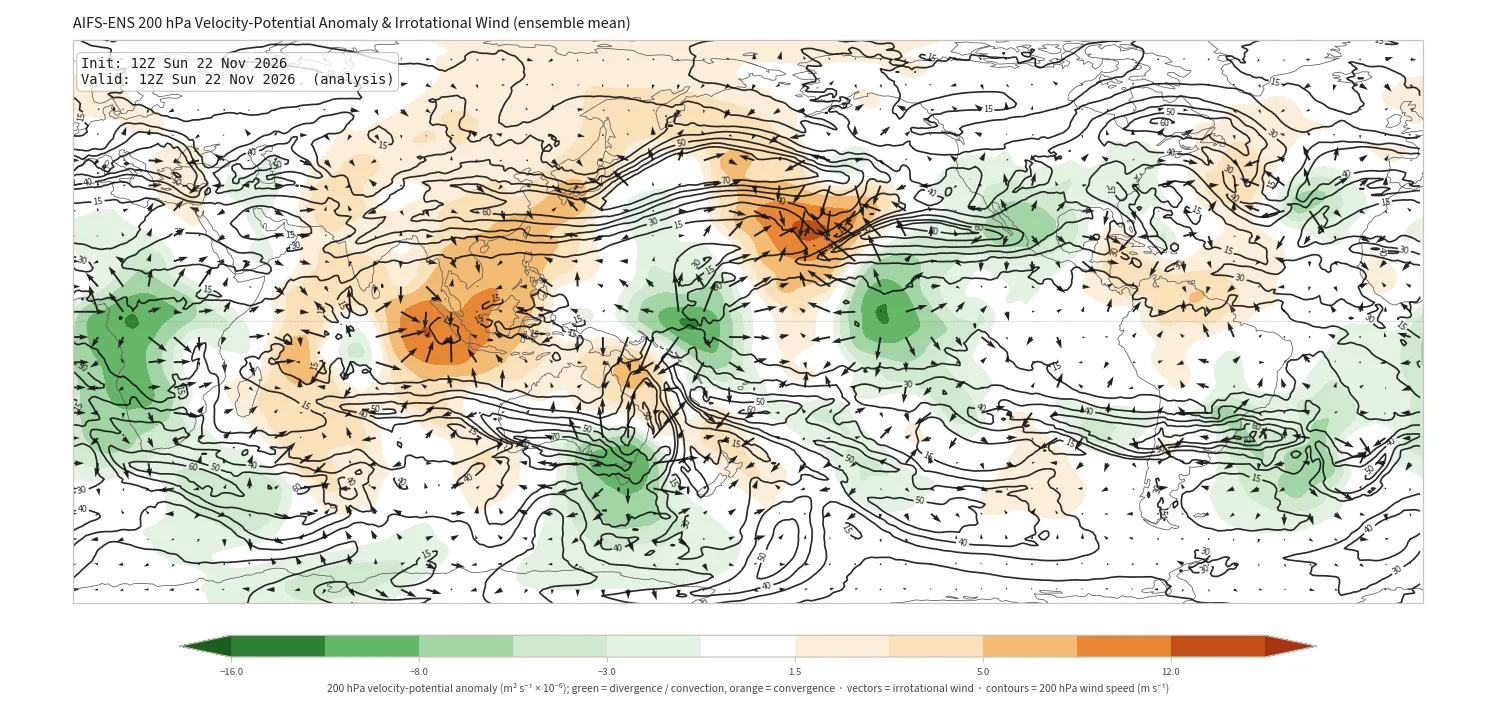 AIFS-ENS 200 hPa Velocity-Potential Anomaly & Irrotational Wind (ensemble mean)
Init: 12Z Sun 22 Nov 2026
Valid: 12Z Sun 22 Nov 2026 (analysis)
−16.0 −8.0 −3.0 1.5 5.0 12.0
200 hPa velocity-potential anomaly (m² s⁻¹ × 10⁻⁶); green = divergence / convection, orange = convergence · vectors = irrotational wind · contours = 200 hPa wind speed (m s⁻¹)